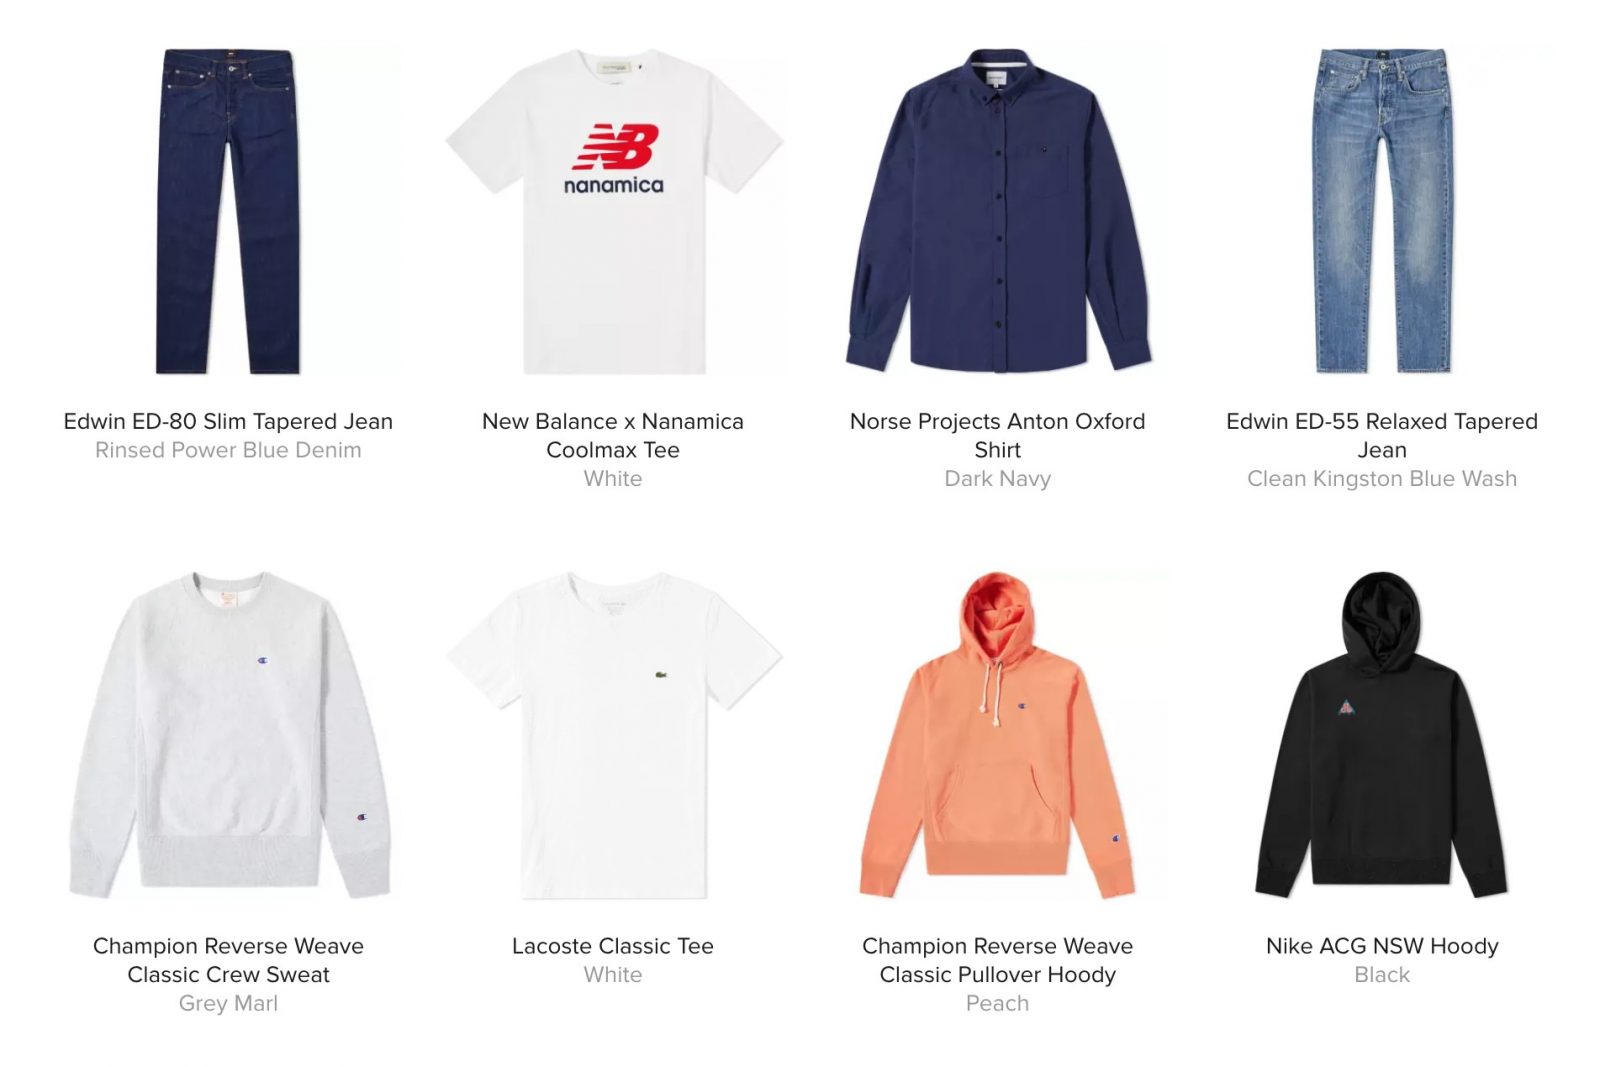 NB
nanamica
Edwin ED-80 Slim Tapered Jean
Rinsed Power Blue Denim
New Balance x Nanamica
Coolmax Tee
White
Norse Projects Anton Oxford
Shirt
Dark Navy
Edwin ED-55 Relaxed Tapered
Jean
Clean Kingston Blue Wash
Champion Reverse Weave
Classic Crew Sweat
Grey Marl
Lacoste Classic Tee
White
Champion Reverse Weave
Classic Pullover Hoody
Peach
Nike ACG NSW Hoody
Black